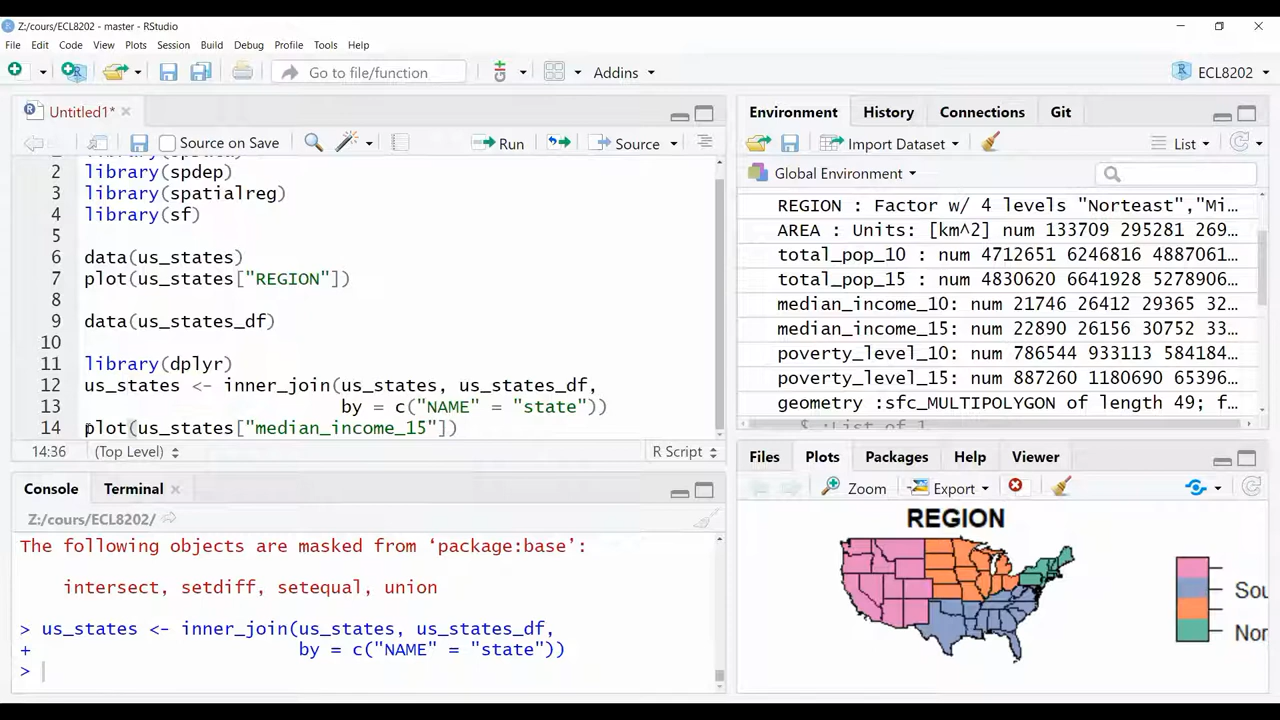 Z:/cours/ECL8202 - master - RStudio
File Edit Code View Plots Session Build Debug Profile Tools Help
Go to file/function Addins ECL8202
Untitled1*
Source on Save Run Source
2 library(spdep)
3 library(spatialreg)
4 library(sf)
5
6 data(us_states)
7 plot(us_states["REGION"])
8
9 data(us_states_df)
10
11 library(dplyr)
12 us_states <- inner_join(us_states, us_states_df,
13 by = c("NAME" = "state"))
14 plot(us_states["median_income_15"])
14:36 (Top Level) R Script
Console Terminal
Z:/cours/ECL8202/
The following objects are masked from ‘package:base’:
intersect, setdiff, setequal, union
> us_states <- inner_join(us_states, us_states_df,
+ by = c("NAME" = "state"))
>
Environment History Connections Git
Import Dataset List
Global Environment
REGION : Factor w/ 4 levels "Norteast","Mi…
AREA : Units: [km^2] num 133709 295281 269…
total_pop_10 : num 4712651 6246816 4887061…
total_pop_15 : num 4830620 6641928 5278906…
median_income_10: num 21746 26412 29365 32…
median_income_15: num 22890 26156 30752 33…
poverty_level_10: num 786544 933113 584184…
poverty_level_15: num 887260 1180690 65396…
geometry :sfc_MULTIPOLYGON of length 49; f…
Files Plots Packages Help Viewer
Zoom Export
REGION
Sou
Nor